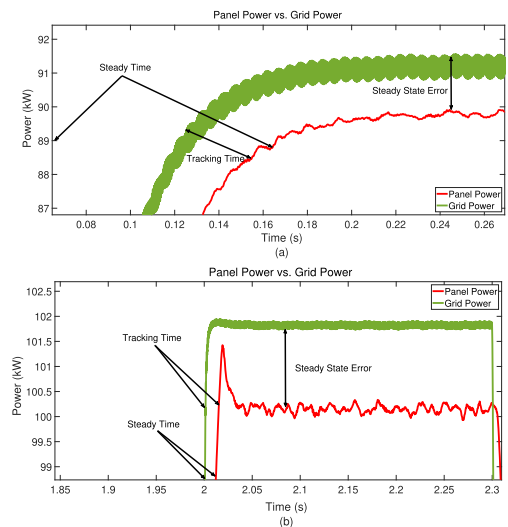 Panel Power vs. Grid Power
92
91
90
89
88
87
Power (kW)
Steady Time
Steady State Error
Tracking Time
Panel Power
Grid Power
0.08 0.1 0.12 0.14 0.16 0.18 0.2 0.22 0.24 0.26
Time (s)
(a)
Panel Power vs. Grid Power
102.5
102
101.5
101
100.5
100
99.5
99
Power (kW)
Panel Power
Grid Power
Tracking Time
Steady State Error
Steady Time
1.85 1.9 1.95 2 2.05 2.1 2.15 2.2 2.25 2.3
Time (s)
(b)